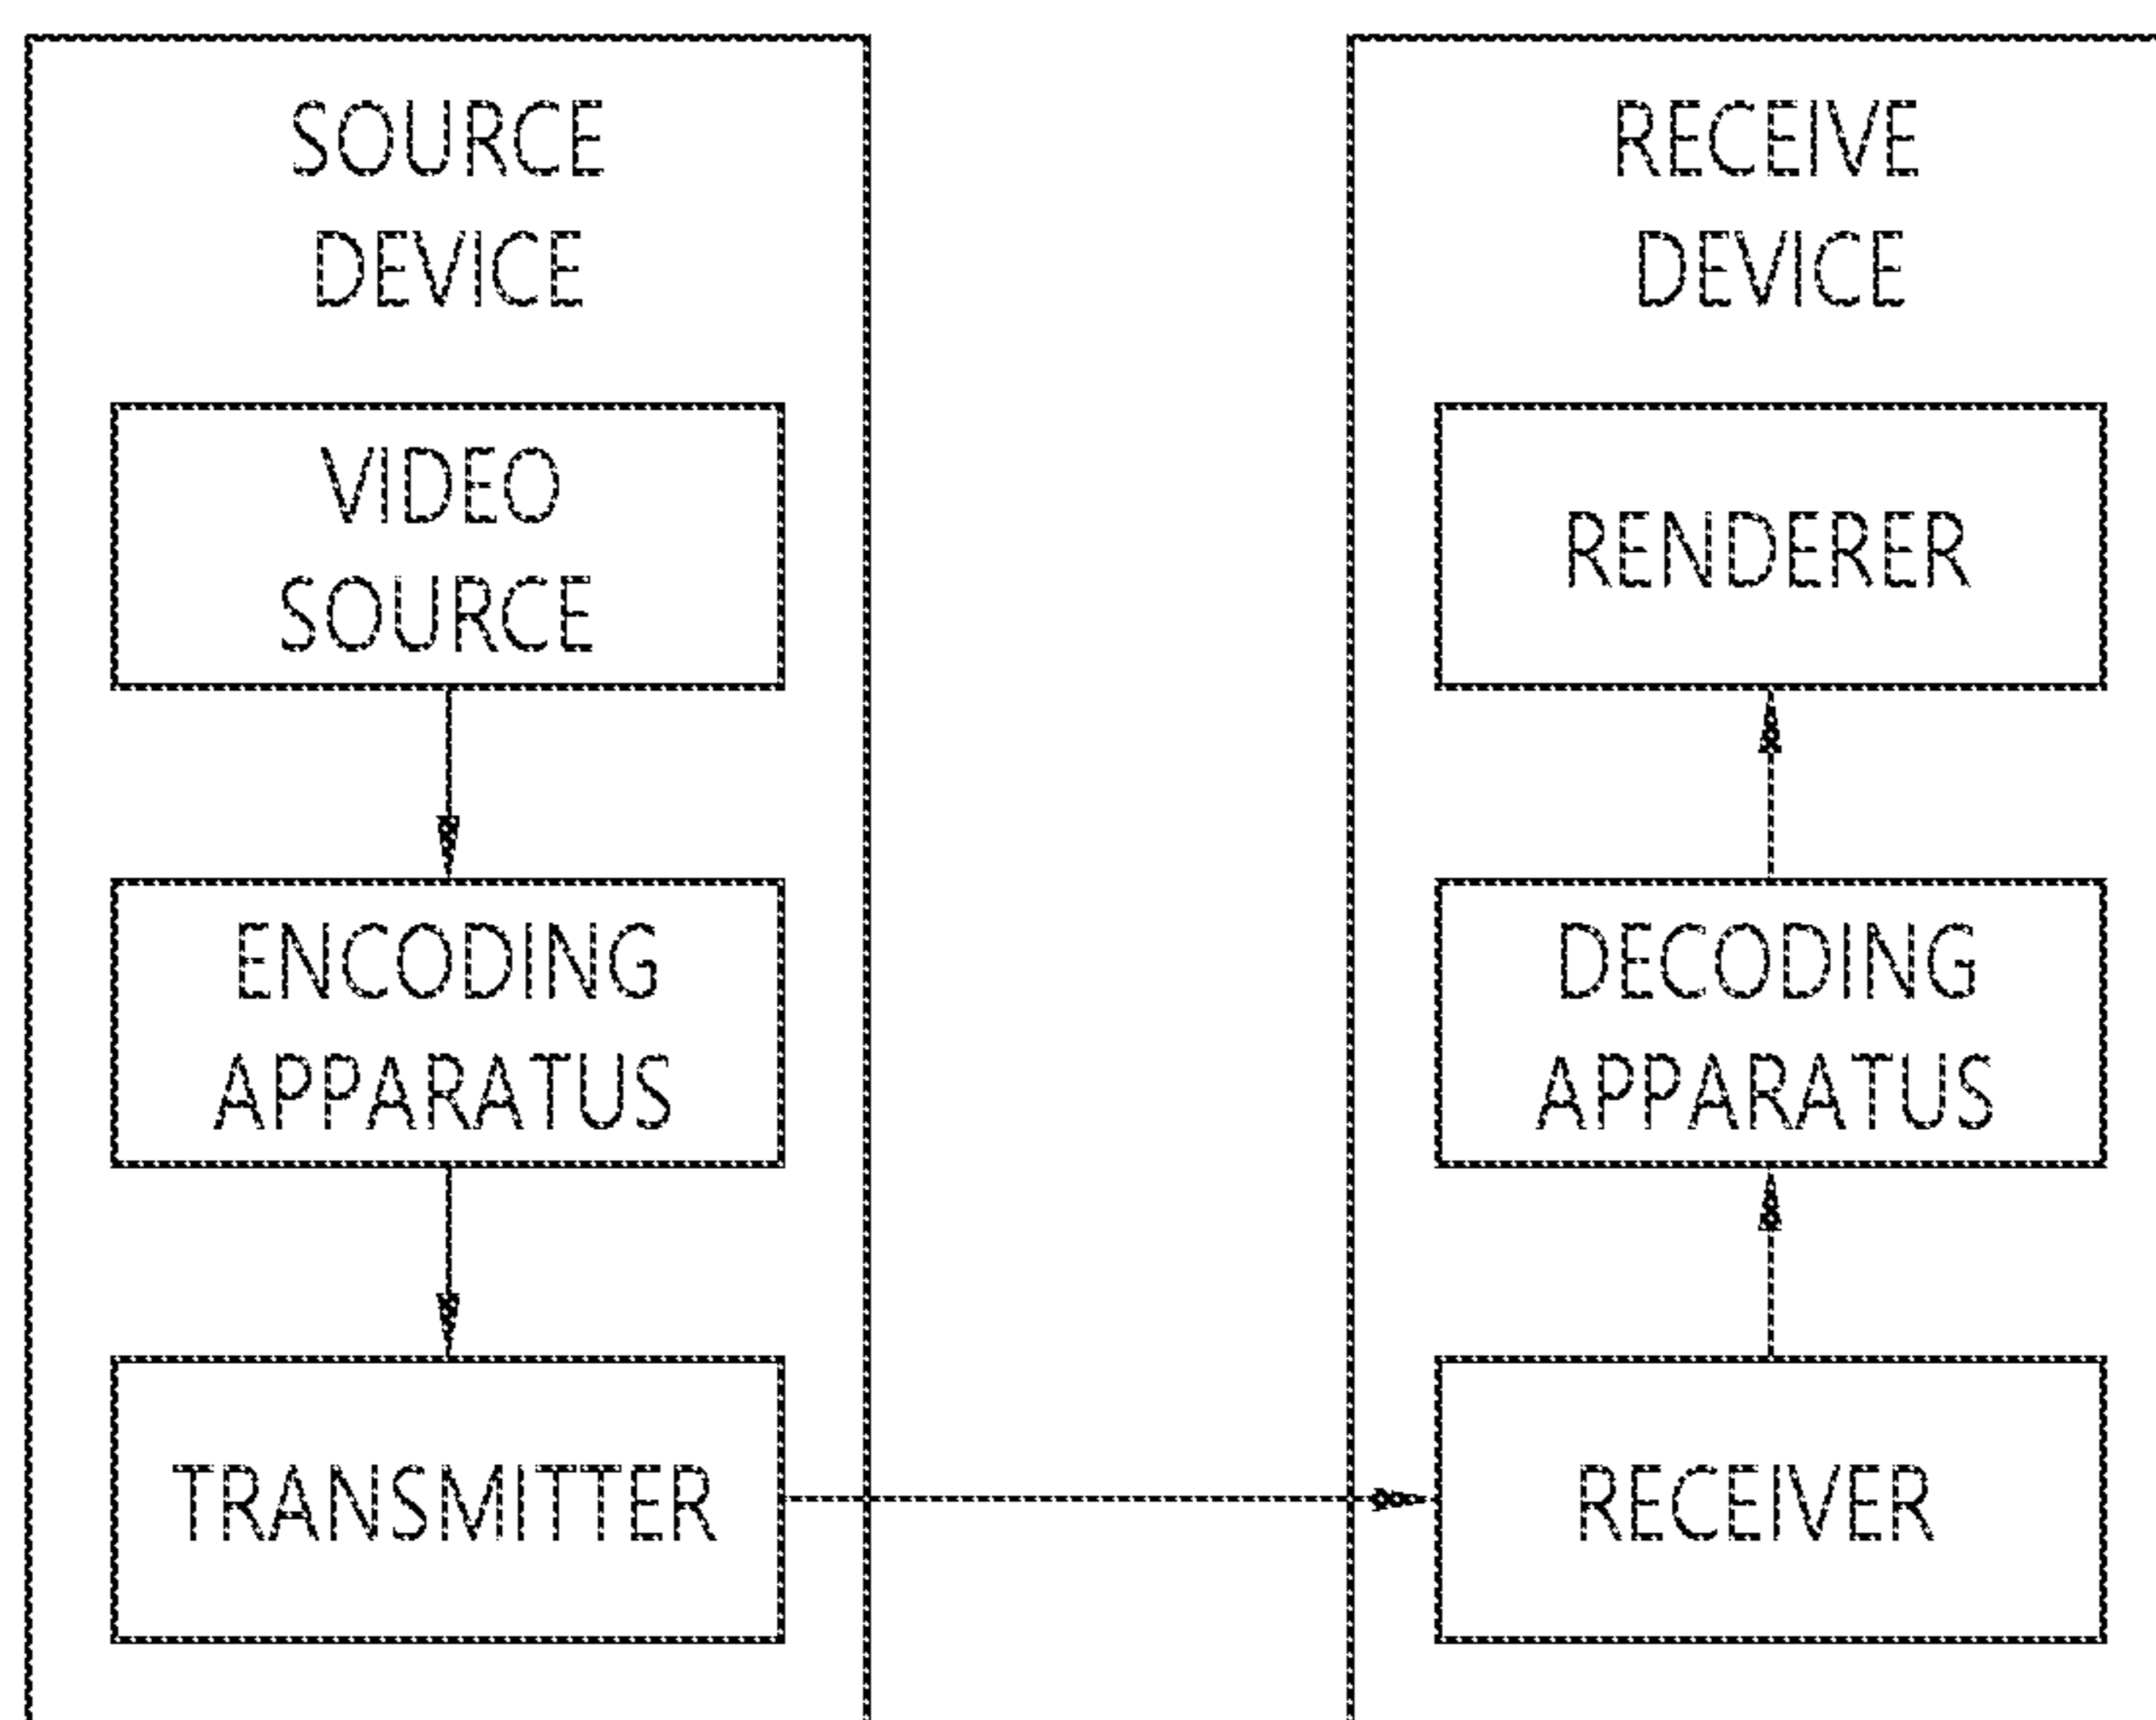 SOURCE
DEVICE
VIDEO
SOURCE
ENCODING
APPARATUS
TRANSMITTER
RECEIVE
DEVICE
RENDERER
DECODING
APPARATUS
RECEIVER